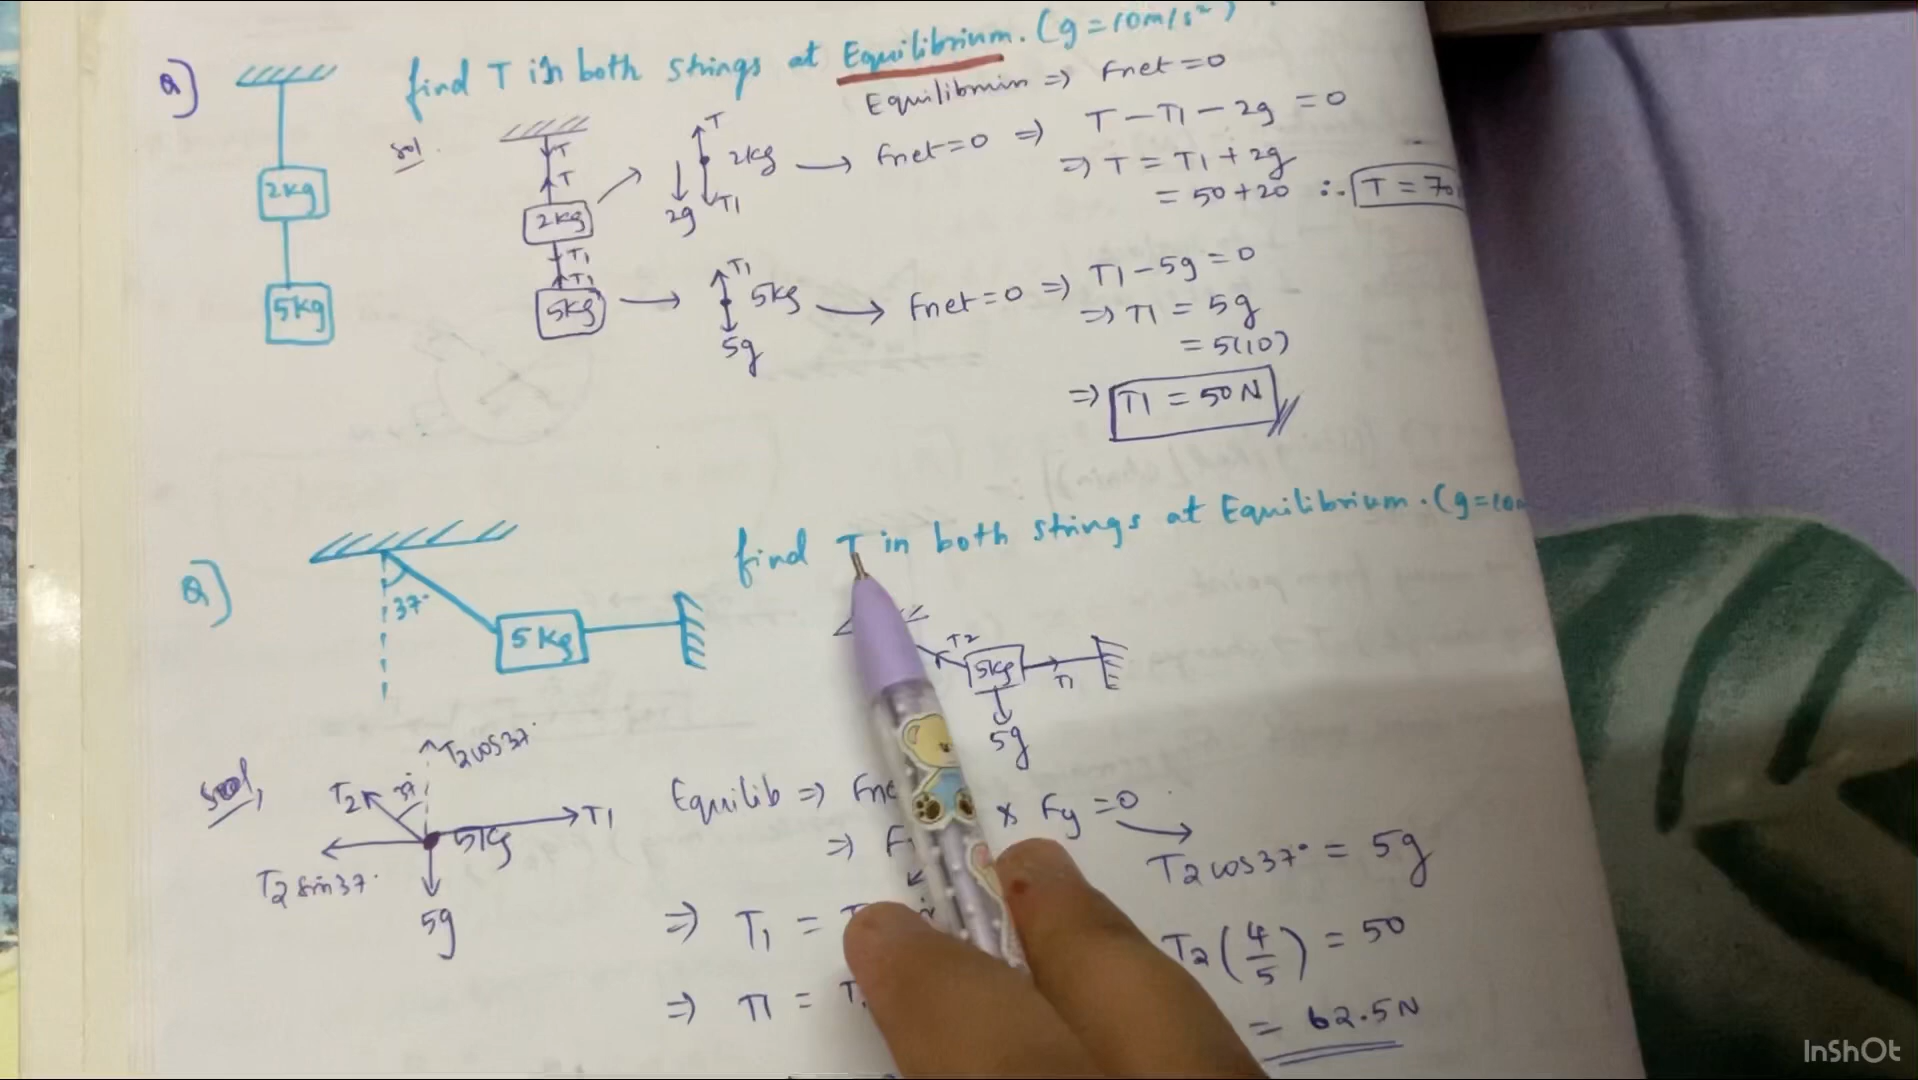 Q]
find T in both strings at Equilibrium. (g=10m/s²)
Equilibrium => Fnet=0
2kg
5kg
sol.
T
T
2kg
T1
T1
5kg
T
2kg
2g
T1
Fnet=0 => T-T1-2g=0
=> T=T1+2g
=50+20 ∴ T=70
T1
5kg
5g
Fnet=0 => T1-5g=0
=> T1=5g
=5(10)
=> T1=50N
Q]
find T in both strings at Equilibrium. (g=10
37°
5kg
T2
5kg
T1
5g
sol,
T2cos37°
T2
37
T1
5kg
T2sin37°
5g
Equilib =>
Fy=0
=>
=> T1 =
=> T1 =
T2cos37°=5g
T2(4/5)=50
=62.5N
InShOt